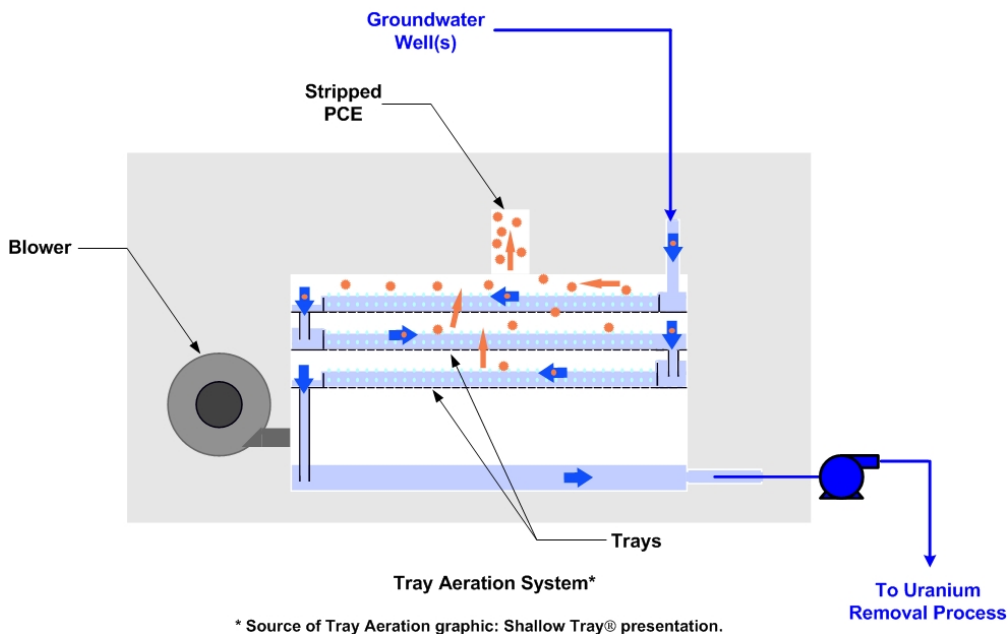 Groundwater
Well(s)
Stripped
PCE
Blower
Trays
Tray Aeration System*
To Uranium
Removal Process
* Source of Tray Aeration graphic: Shallow Tray® presentation.